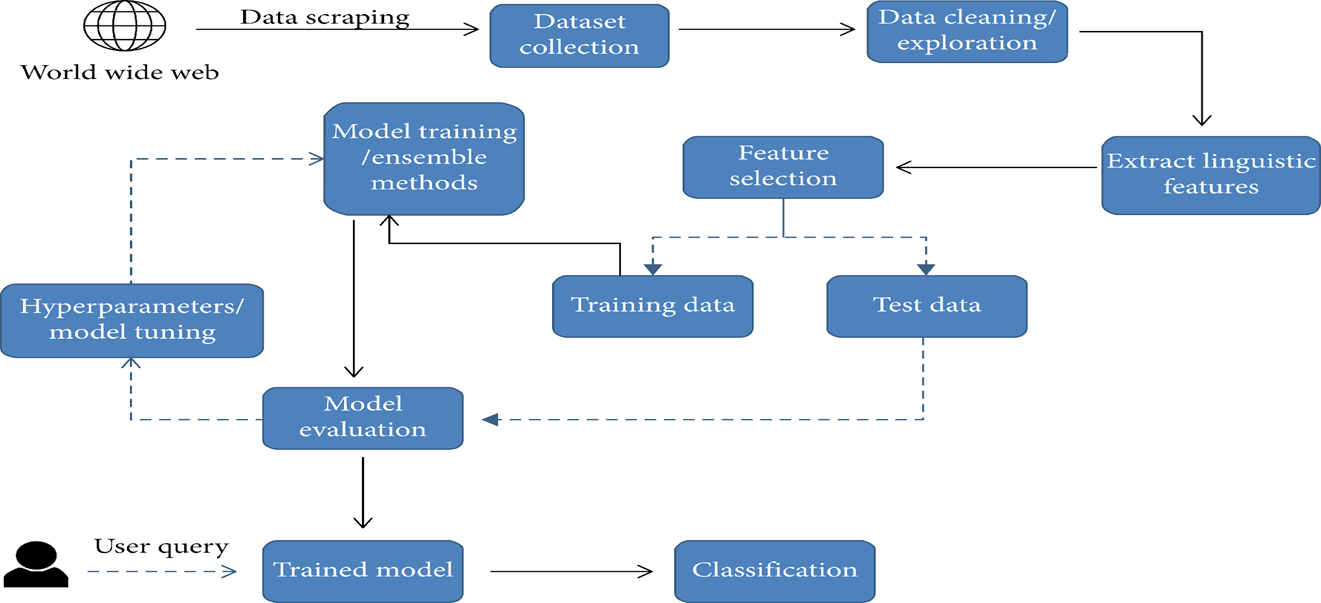 Data scraping
World wide web
Dataset
collection
Data cleaning/
exploration
Model training
/ensemble
methods
Feature
selection
Extract linguistic
features
Hyperparameters/
model tuning
Training data
Test data
Model
evaluation
User query
Trained model
Classification